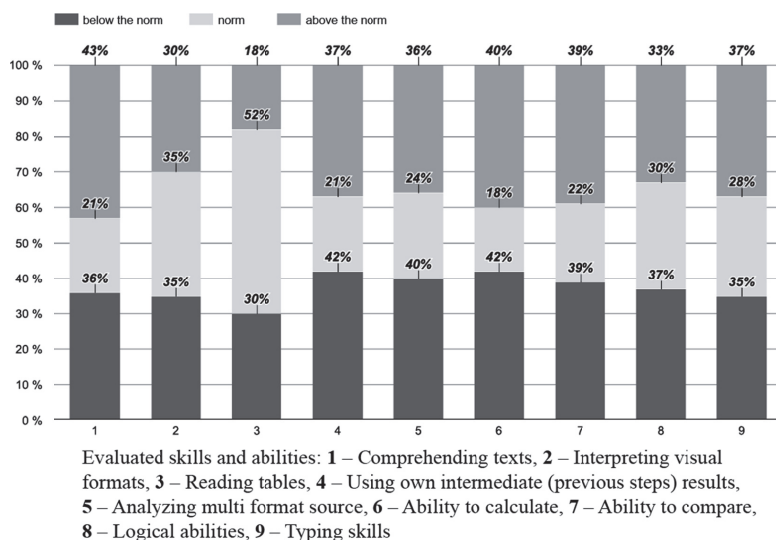 below the norm norm above the norm
43% 30% 18% 37% 36% 40% 39% 33% 37%
100 %
90 %
52%
80 %
35%
70 %
21% 24% 18% 22% 30% 28%
21%
60 %
50 %
42% 40% 42% 39% 37% 35%
36% 35% 30%
40 %
30 %
20 %
10 %
0 %
1 2 3 4 5 6 7 8 9
Evaluated skills and abilities: 1 – Comprehending texts, 2 – Interpreting visual
formats, 3 – Reading tables, 4 – Using own intermediate (previous steps) results,
5 – Analyzing multi format source, 6 – Ability to calculate, 7 – Ability to compare,
8 – Logical abilities, 9 – Typing skills